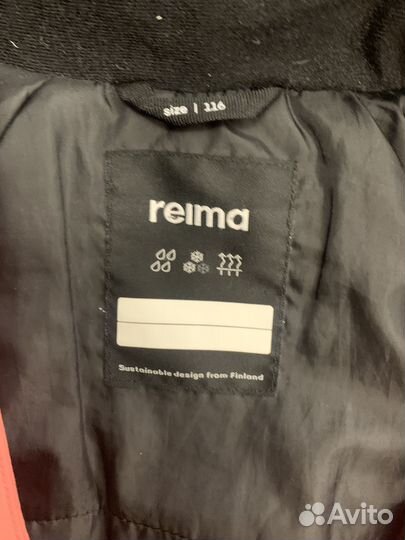 size | 116
reima
Sustainable design from Finland
Avito